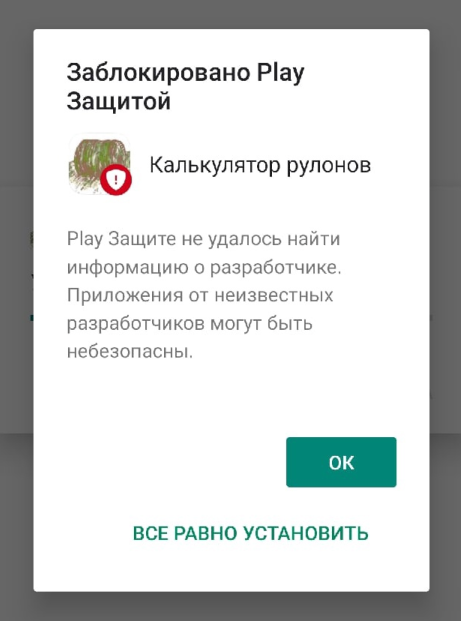 Заблокировано Play
Защитой
Калькулятор рулонов
Play Защите не удалось найти
информацию о разработчике.
Приложения от неизвестных
разработчиков могут быть
небезопасны.
ОК
ВСЕ РАВНО УСТАНОВИТЬ